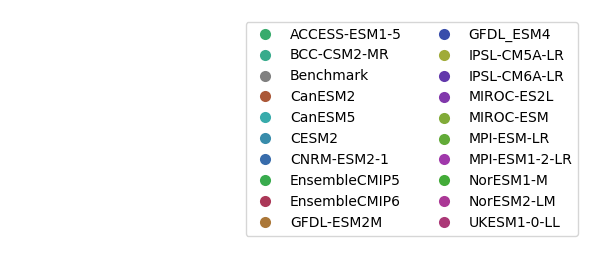 ACCESS-ESM1-5
BCC-CSM2-MR
Benchmark
CanESM2
CanESM5
CESM2
CNRM-ESM2-1
EnsembleCMIP5
EnsembleCMIP6
GFDL-ESM2M
GFDL_ESM4
IPSL-CM5A-LR
IPSL-CM6A-LR
MIROC-ES2L
MIROC-ESM
MPI-ESM-LR
MPI-ESM1-2-LR
NorESM1-M
NorESM2-LM
UKESM1-0-LL